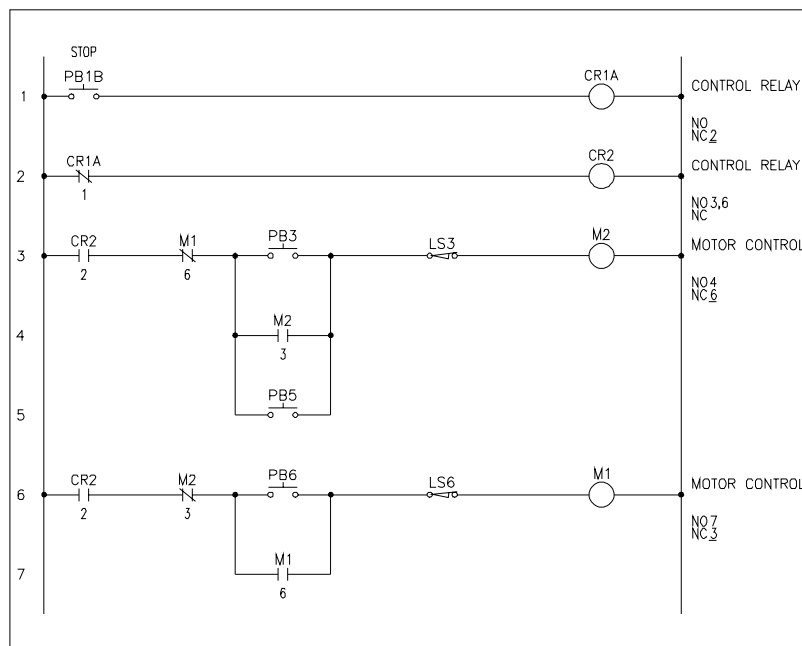 STOP
PB1B
CR1A
1
CONTROL RELAY
NO
NC 2
CR1A
CR2
2
CONTROL RELAY
1
NO 3,6
NC
CR2
M1
PB3
LS3
M2
3
MOTOR CONTROL
2
6
NO 4
NC 6
M2
4
3
PB5
5
CR2
M2
PB6
LS6
M1
6
MOTOR CONTROL
2
3
NO 7
NC 3
M1
7
6